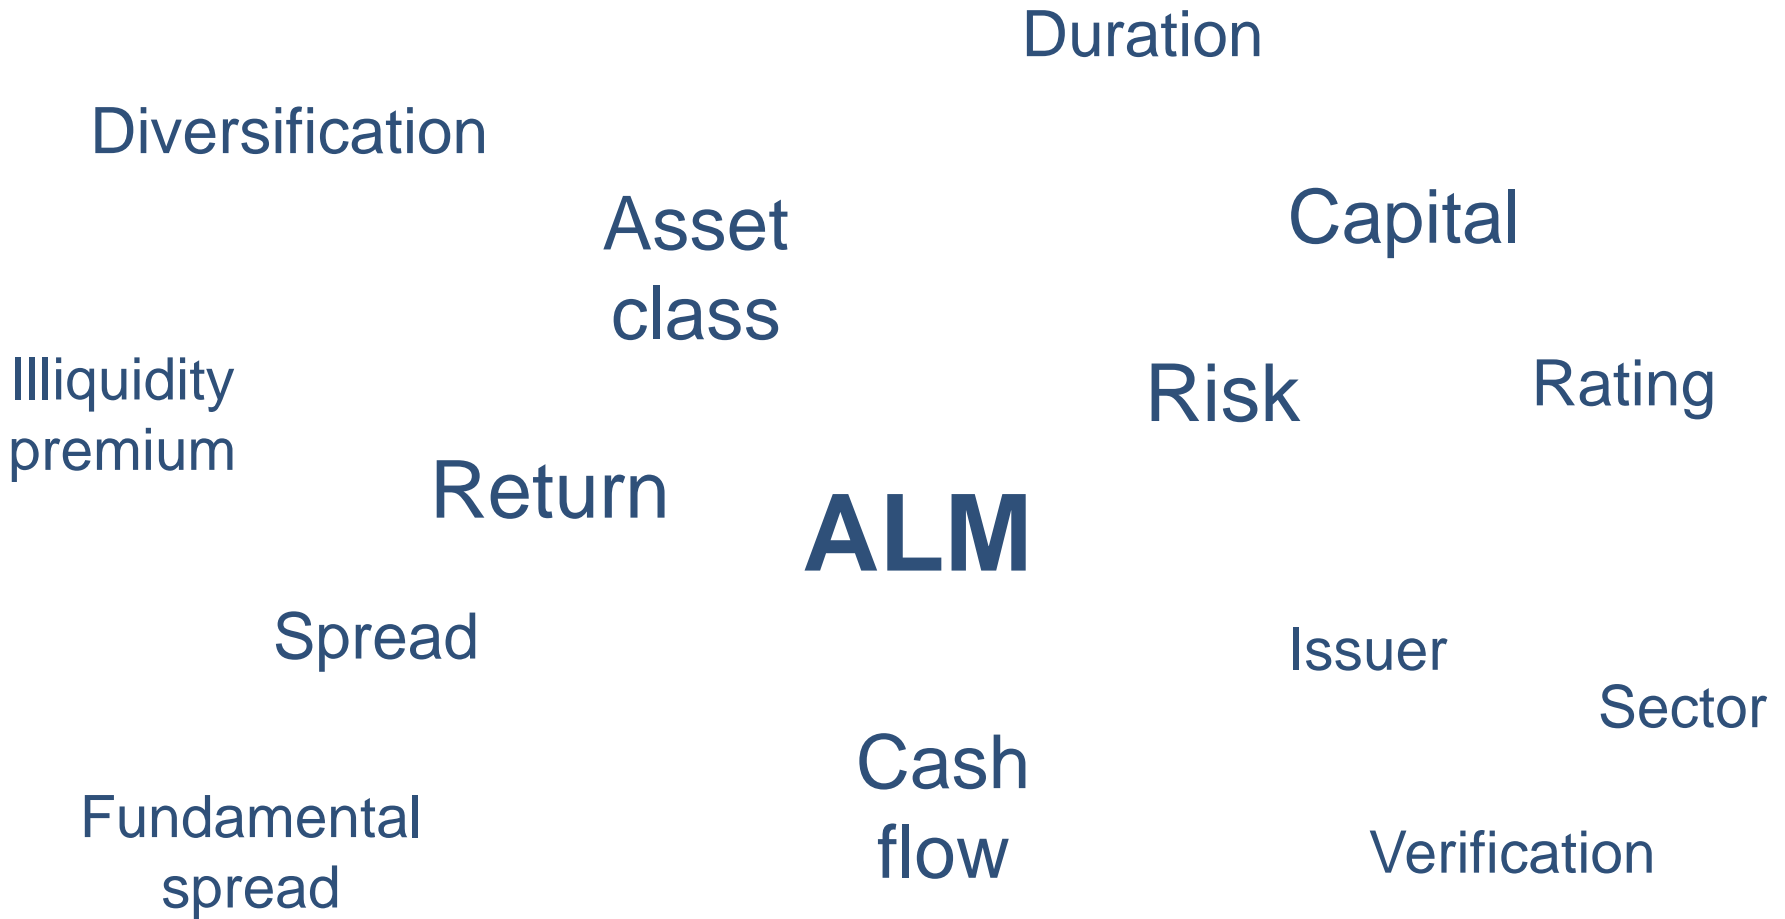 Duration
Diversification
Capital
Asset
class
Illiquidity
premium
Risk
Rating
Return
ALM
Spread
Issuer
Sector
Cash
flow
Fundamental
spread
Verification